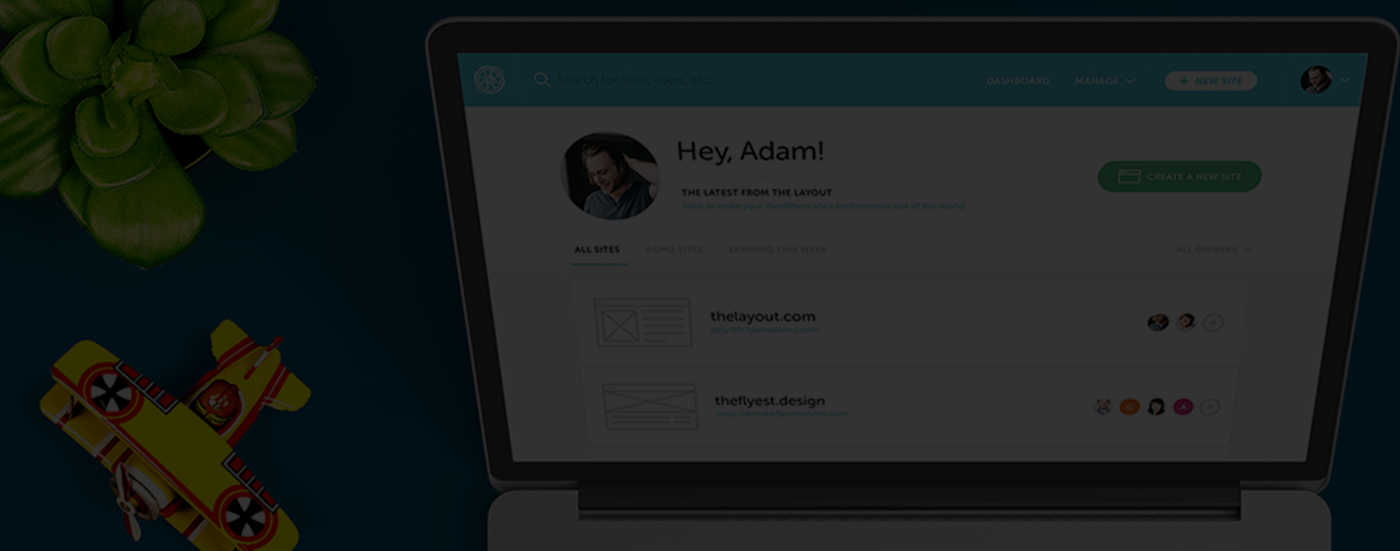 Search for sites, users, etc.
DASHBOARD
MANAGE
+ NEW SITE
Hey, Adam!
CREATE A NEW SITE
THE LATEST FROM THE LAYOUT
How to make your WordPress site's performance out of this world
ALL SITES
DEMO SITES
EXPIRING THIS WEEK
ALL OWNERS
thelayout.com
theflyest.design